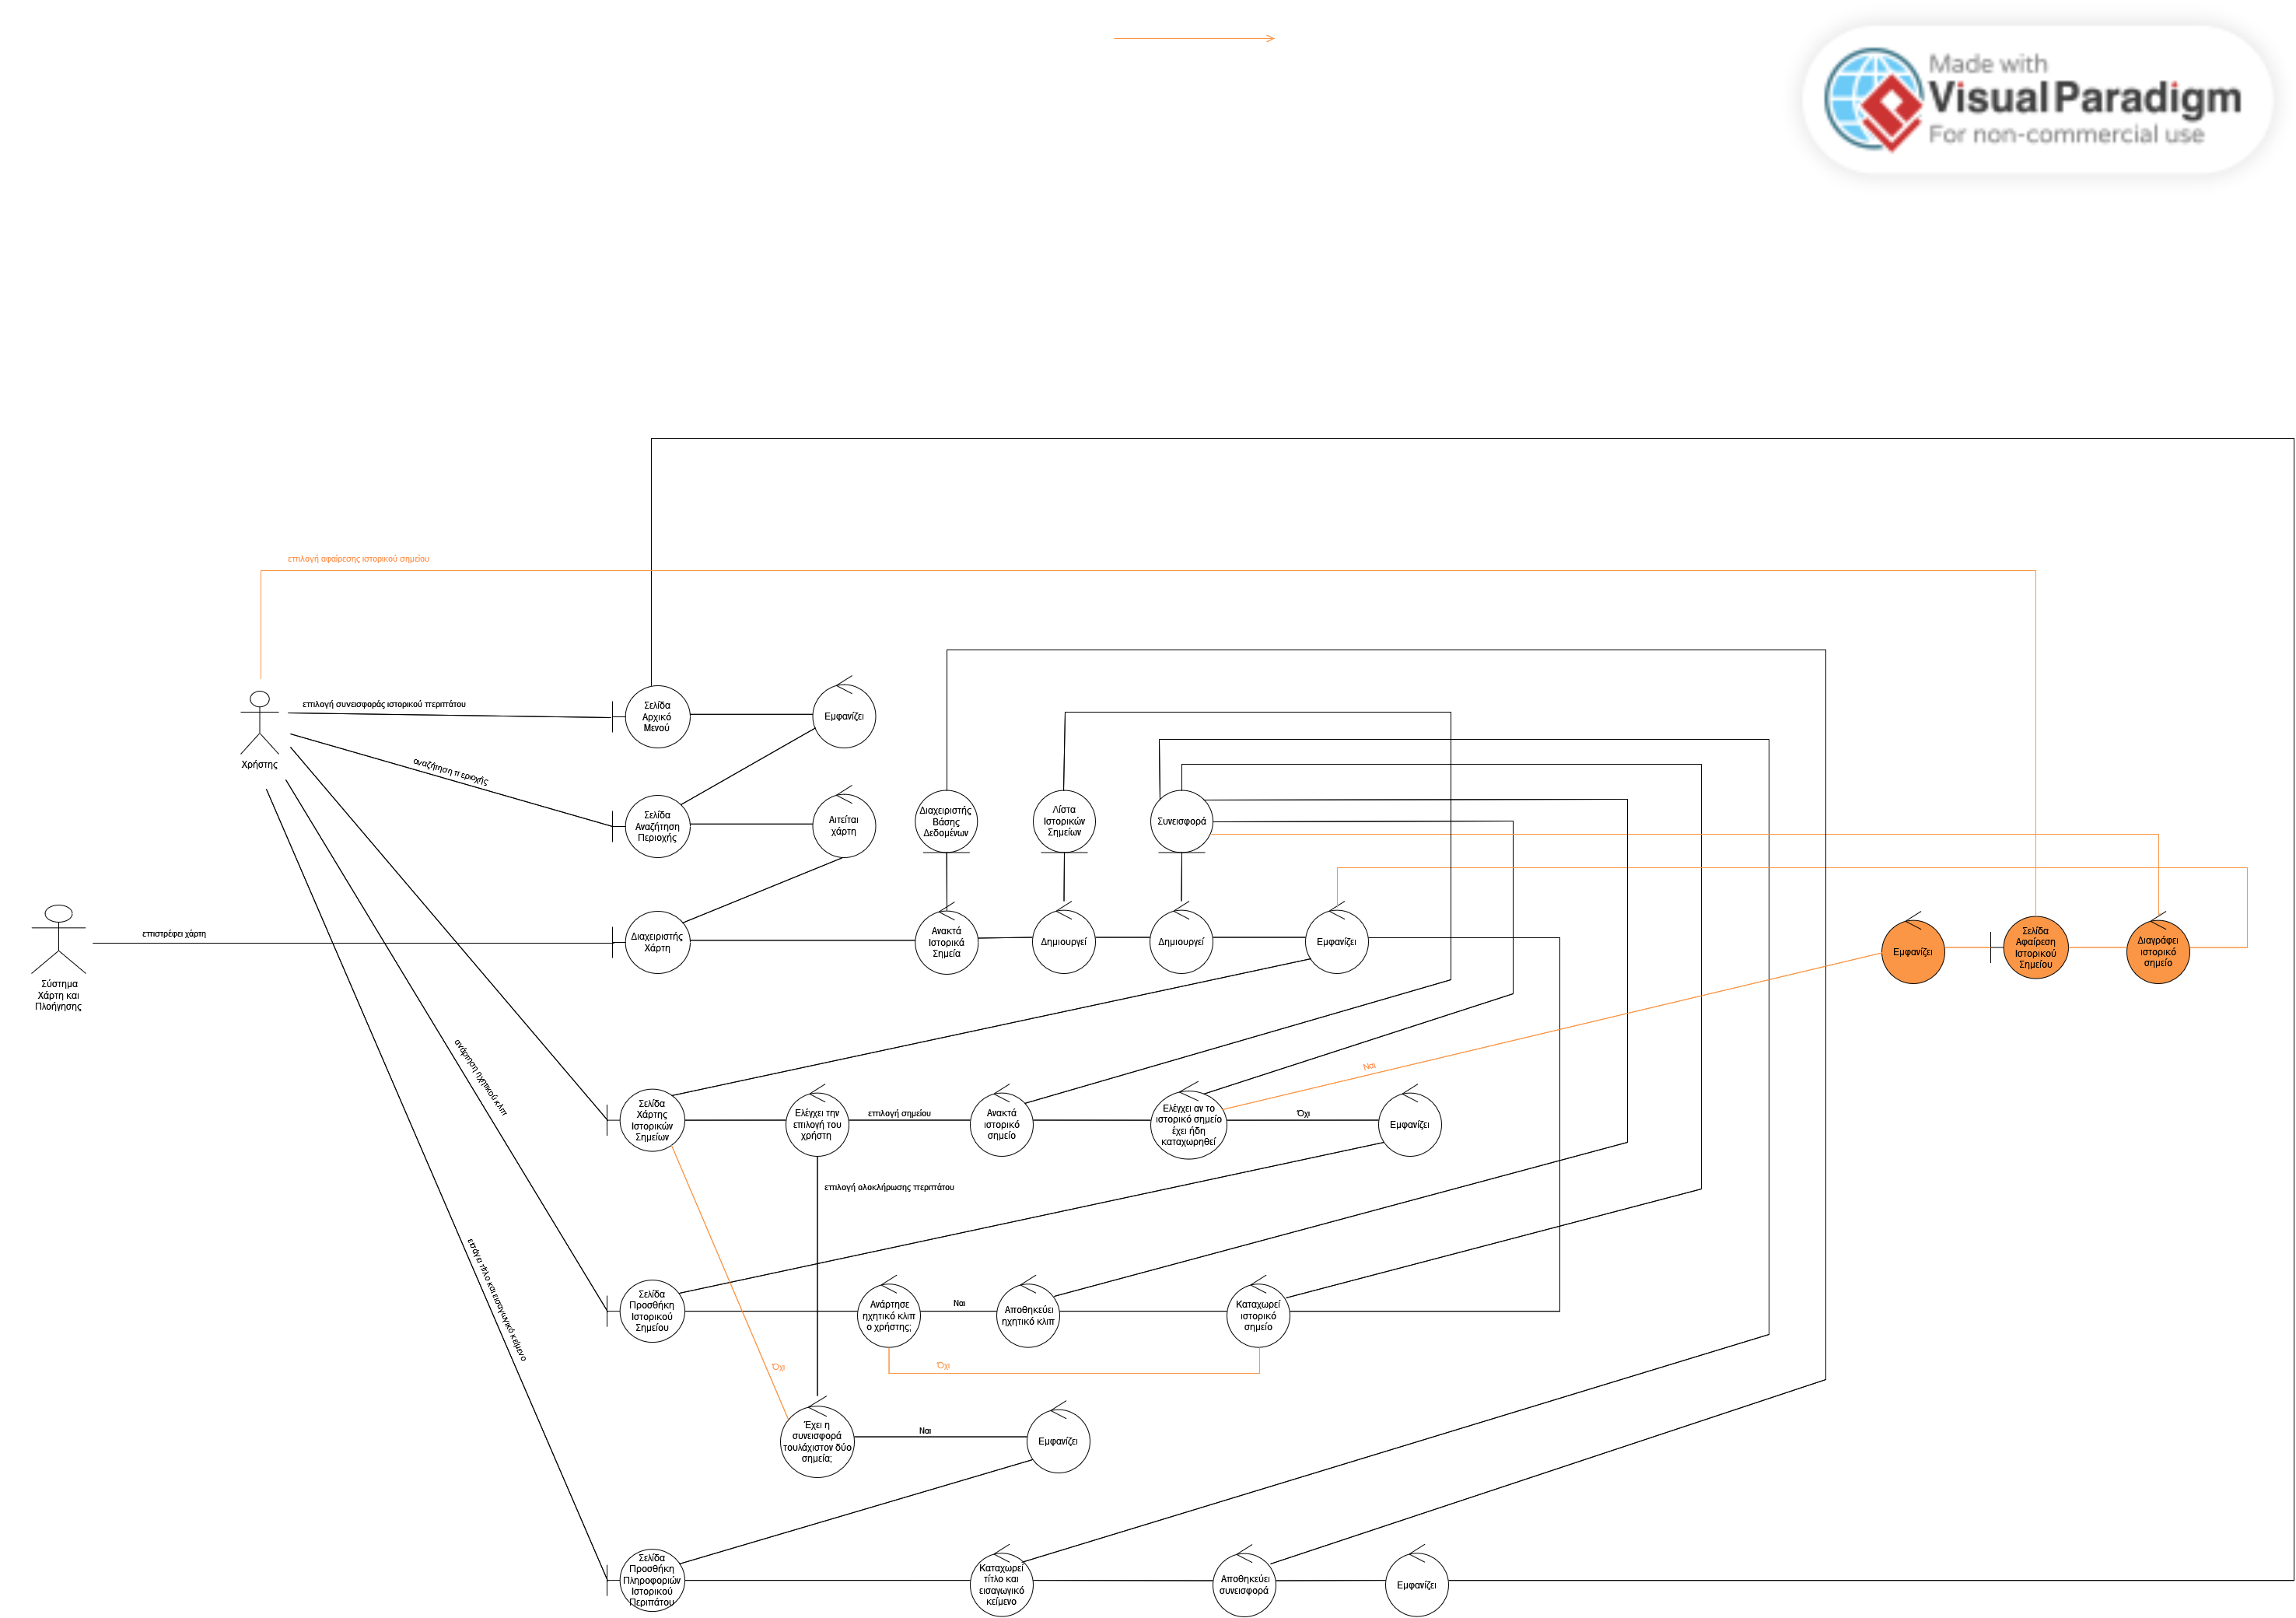 Made with
Visual Paradigm
For non-commercial use
επιλογή αφαίρεσης ιστορικού σημείου
επιλογή συνεισφοράς ιστορικού περιπάτου
Σελίδα
Αρχικό
Μενού
Εμφανίζει
Χρήστης
αναζήτηση περιοχής
Σελίδα
Αναζήτηση
Περιοχής
Αιτείται
χάρτη
Διαχειριστής
Βάσης
Δεδομένων
Λίστα
Ιστορικών
Σημείων
Συνεισφορά
επιστρέφει χάρτη
Σύστημα
Χάρτη και
Πλοήγησης
Διαχειριστής
Χάρτη
Ανακτά
Ιστορικά
Σημεία
Δημιουργεί
Δημιουργεί
Εμφανίζει
Εμφανίζει
Σελίδα
Αφαίρεση
Ιστορικού
Σημείου
Διαγράφει
ιστορικό
σημείο
ανάρτηση ηχητικού κλιπ
Ναι
Σελίδα
Χάρτης
Ιστορικών
Σημείων
Ελέγχει την
επιλογή του
χρήστη
επιλογή σημείου
Ανακτά
ιστορικό
σημείο
Ελέγχει αν το
ιστορικό σημείο
έχει ήδη
καταχωρηθεί
Όχι
Εμφανίζει
επιλογή ολοκλήρωσης περιπάτου
εισάγει τίτλο και εισαγωγικό κείμενο
Σελίδα
Προσθήκη
Ιστορικού
Σημείου
Ανάρτησε
ηχητικό κλιπ
ο χρήστης;
Ναι
Αποθηκεύει
ηχητικό κλιπ
Καταχωρεί
ιστορικό
σημείο
Όχι
Όχι
Έχει η
συνεισφορά
τουλάχιστον δύο
σημεία;
Ναι
Εμφανίζει
Σελίδα
Προσθήκη
Πληροφοριών
Ιστορικού
Περιπάτου
Καταχωρεί
τίτλο και
εισαγωγικό
κείμενο
Αποθηκεύει
συνεισφορά
Εμφανίζει